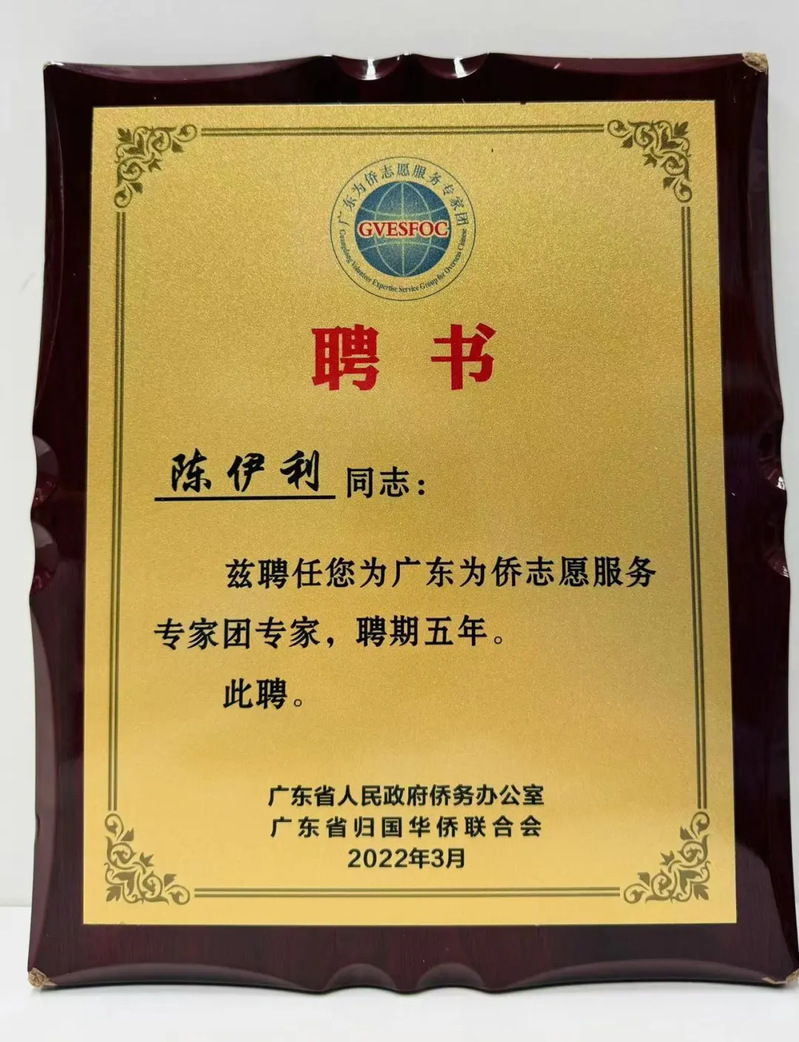 广东为侨志愿服务专家团
GVESFOC
Guangdong Volunteer Expertise Service Group for Overseas Chinese
聘书
陈伊利同志：
兹聘任您为广东为侨志愿服务
专家团专家，聘期五年。
此聘。
广东省人民政府侨务办公室
广东省归国华侨联合会
2022年3月